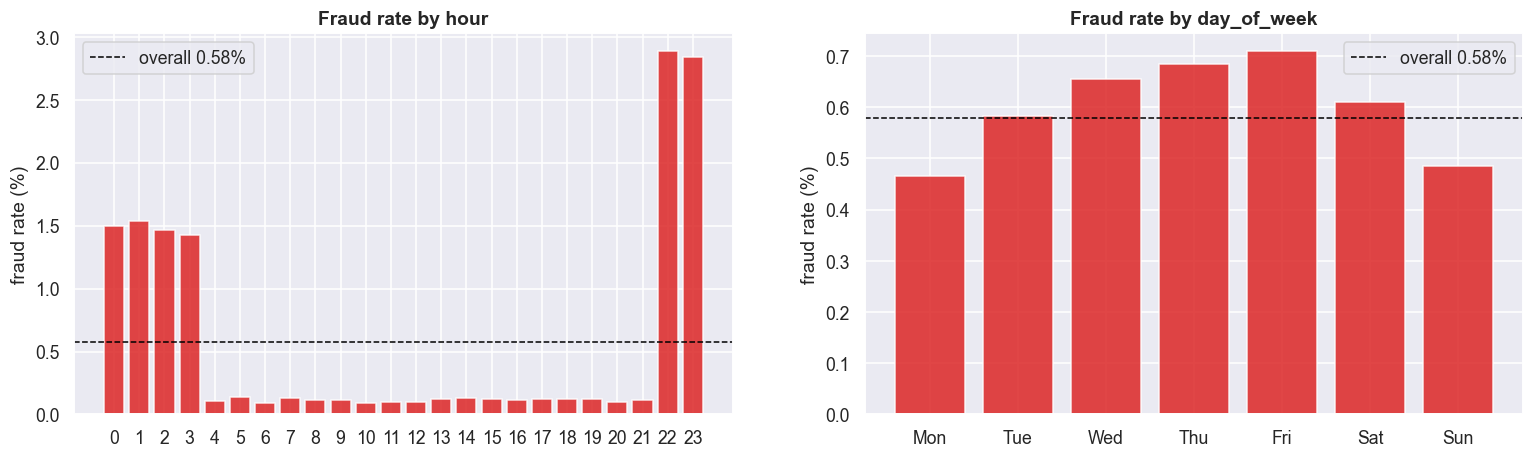 Fraud rate by hour
overall 0.58%
fraud rate (%)
3.0
2.5
2.0
1.5
1.0
0.5
0.0
0 1 2 3 4 5 6 7 8 9 10 11 12 13 14 15 16 17 18 19 20 21 22 23
Fraud rate by day_of_week
overall 0.58%
fraud rate (%)
0.7
0.6
0.5
0.4
0.3
0.2
0.1
0.0
Mon Tue Wed Thu Fri Sat Sun